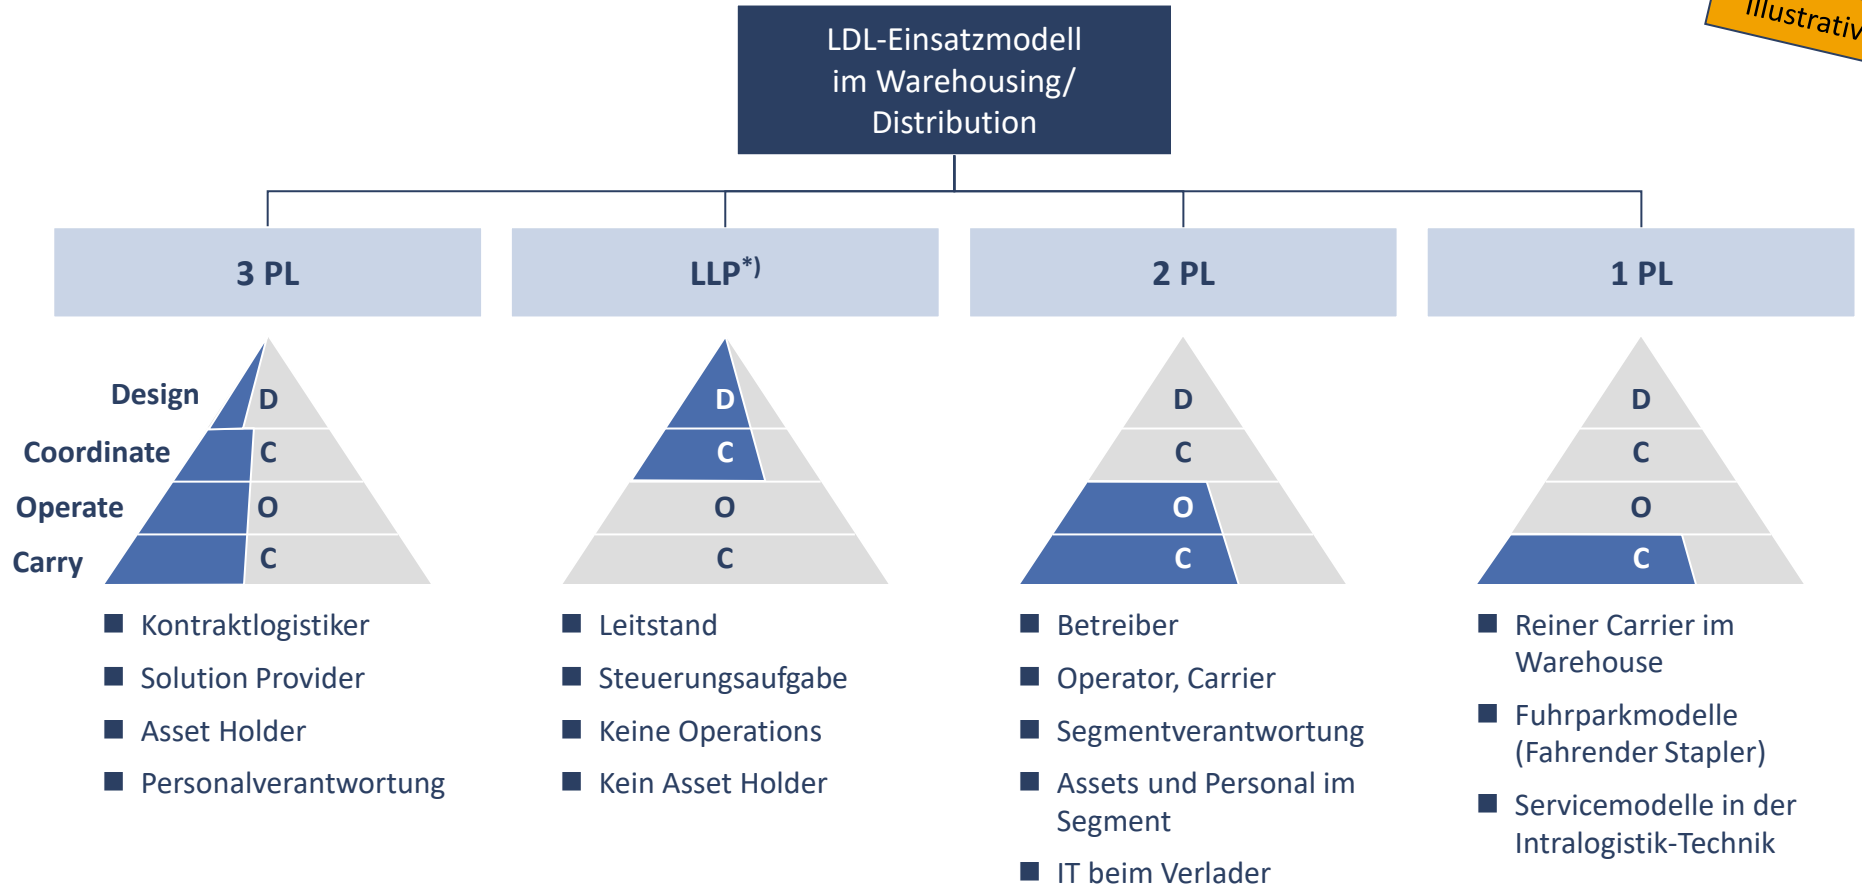 Illustrativ
LDL-Einsatzmodell
im Warehousing/
Distribution
3 PL
LLP*)
2 PL
1 PL
Design
Coordinate
Operate
Carry
D
C
O
C
D
C
O
C
D
C
O
C
D
C
O
C
■ Kontraktlogistiker
■ Solution Provider
■ Asset Holder
■ Personalverantwortung
■ Leitstand
■ Steuerungsaufgabe
■ Keine Operations
■ Kein Asset Holder
■ Betreiber
■ Operator, Carrier
■ Segmentverantwortung
■ Assets und Personal im
Segment
■ IT beim Verlader
■ Reiner Carrier im
Warehouse
■ Fuhrparkmodelle
(Fahrender Stapler)
■ Servicemodelle in der
Intralogistik-Technik